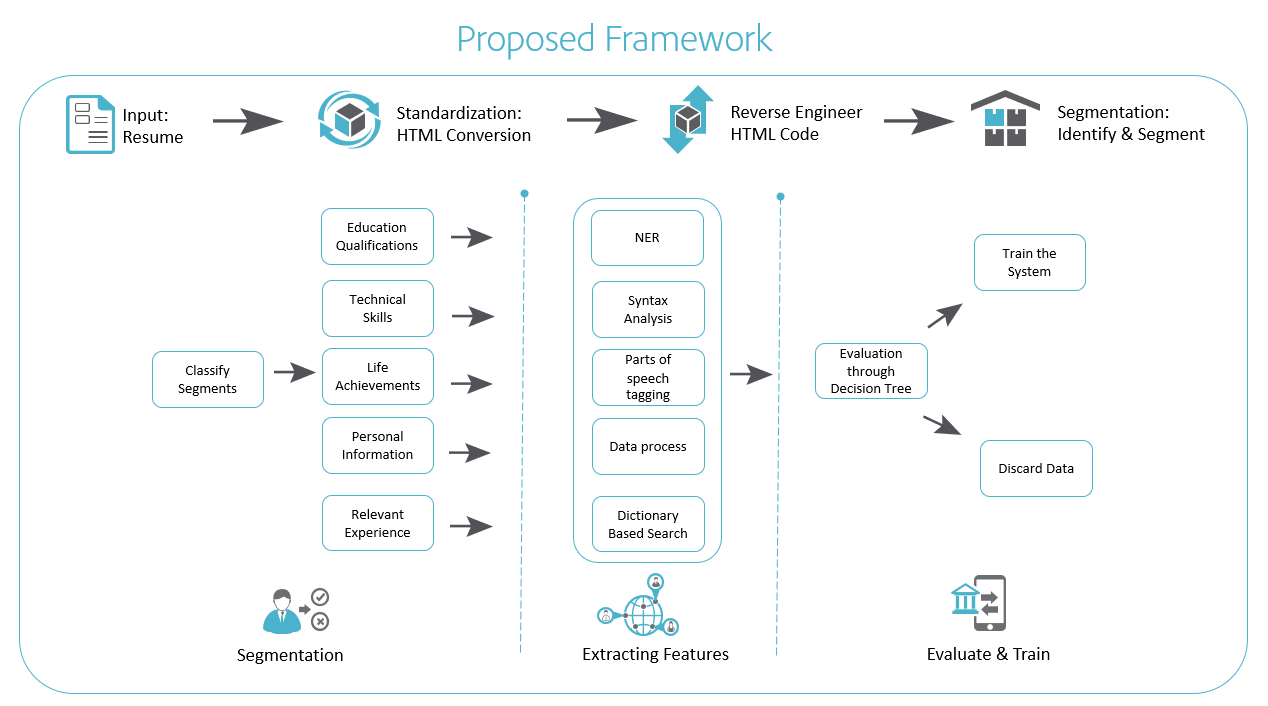 Proposed Framework
Input:
Resume
Standardization:
HTML Conversion
Reverse Engineer
HTML Code
Segmentation:
Identify & Segment
Classify
Segments
Education
Qualifications
Technical
Skills
Life
Achievements
Personal
Information
Relevant
Experience
Segmentation
NER
Syntax
Analysis
Parts of
speech
tagging
Data process
Dictionary
Based Search
Extracting Features
Evaluation
through
Decision Tree
Train the
System
Discard Data
Evaluate & Train